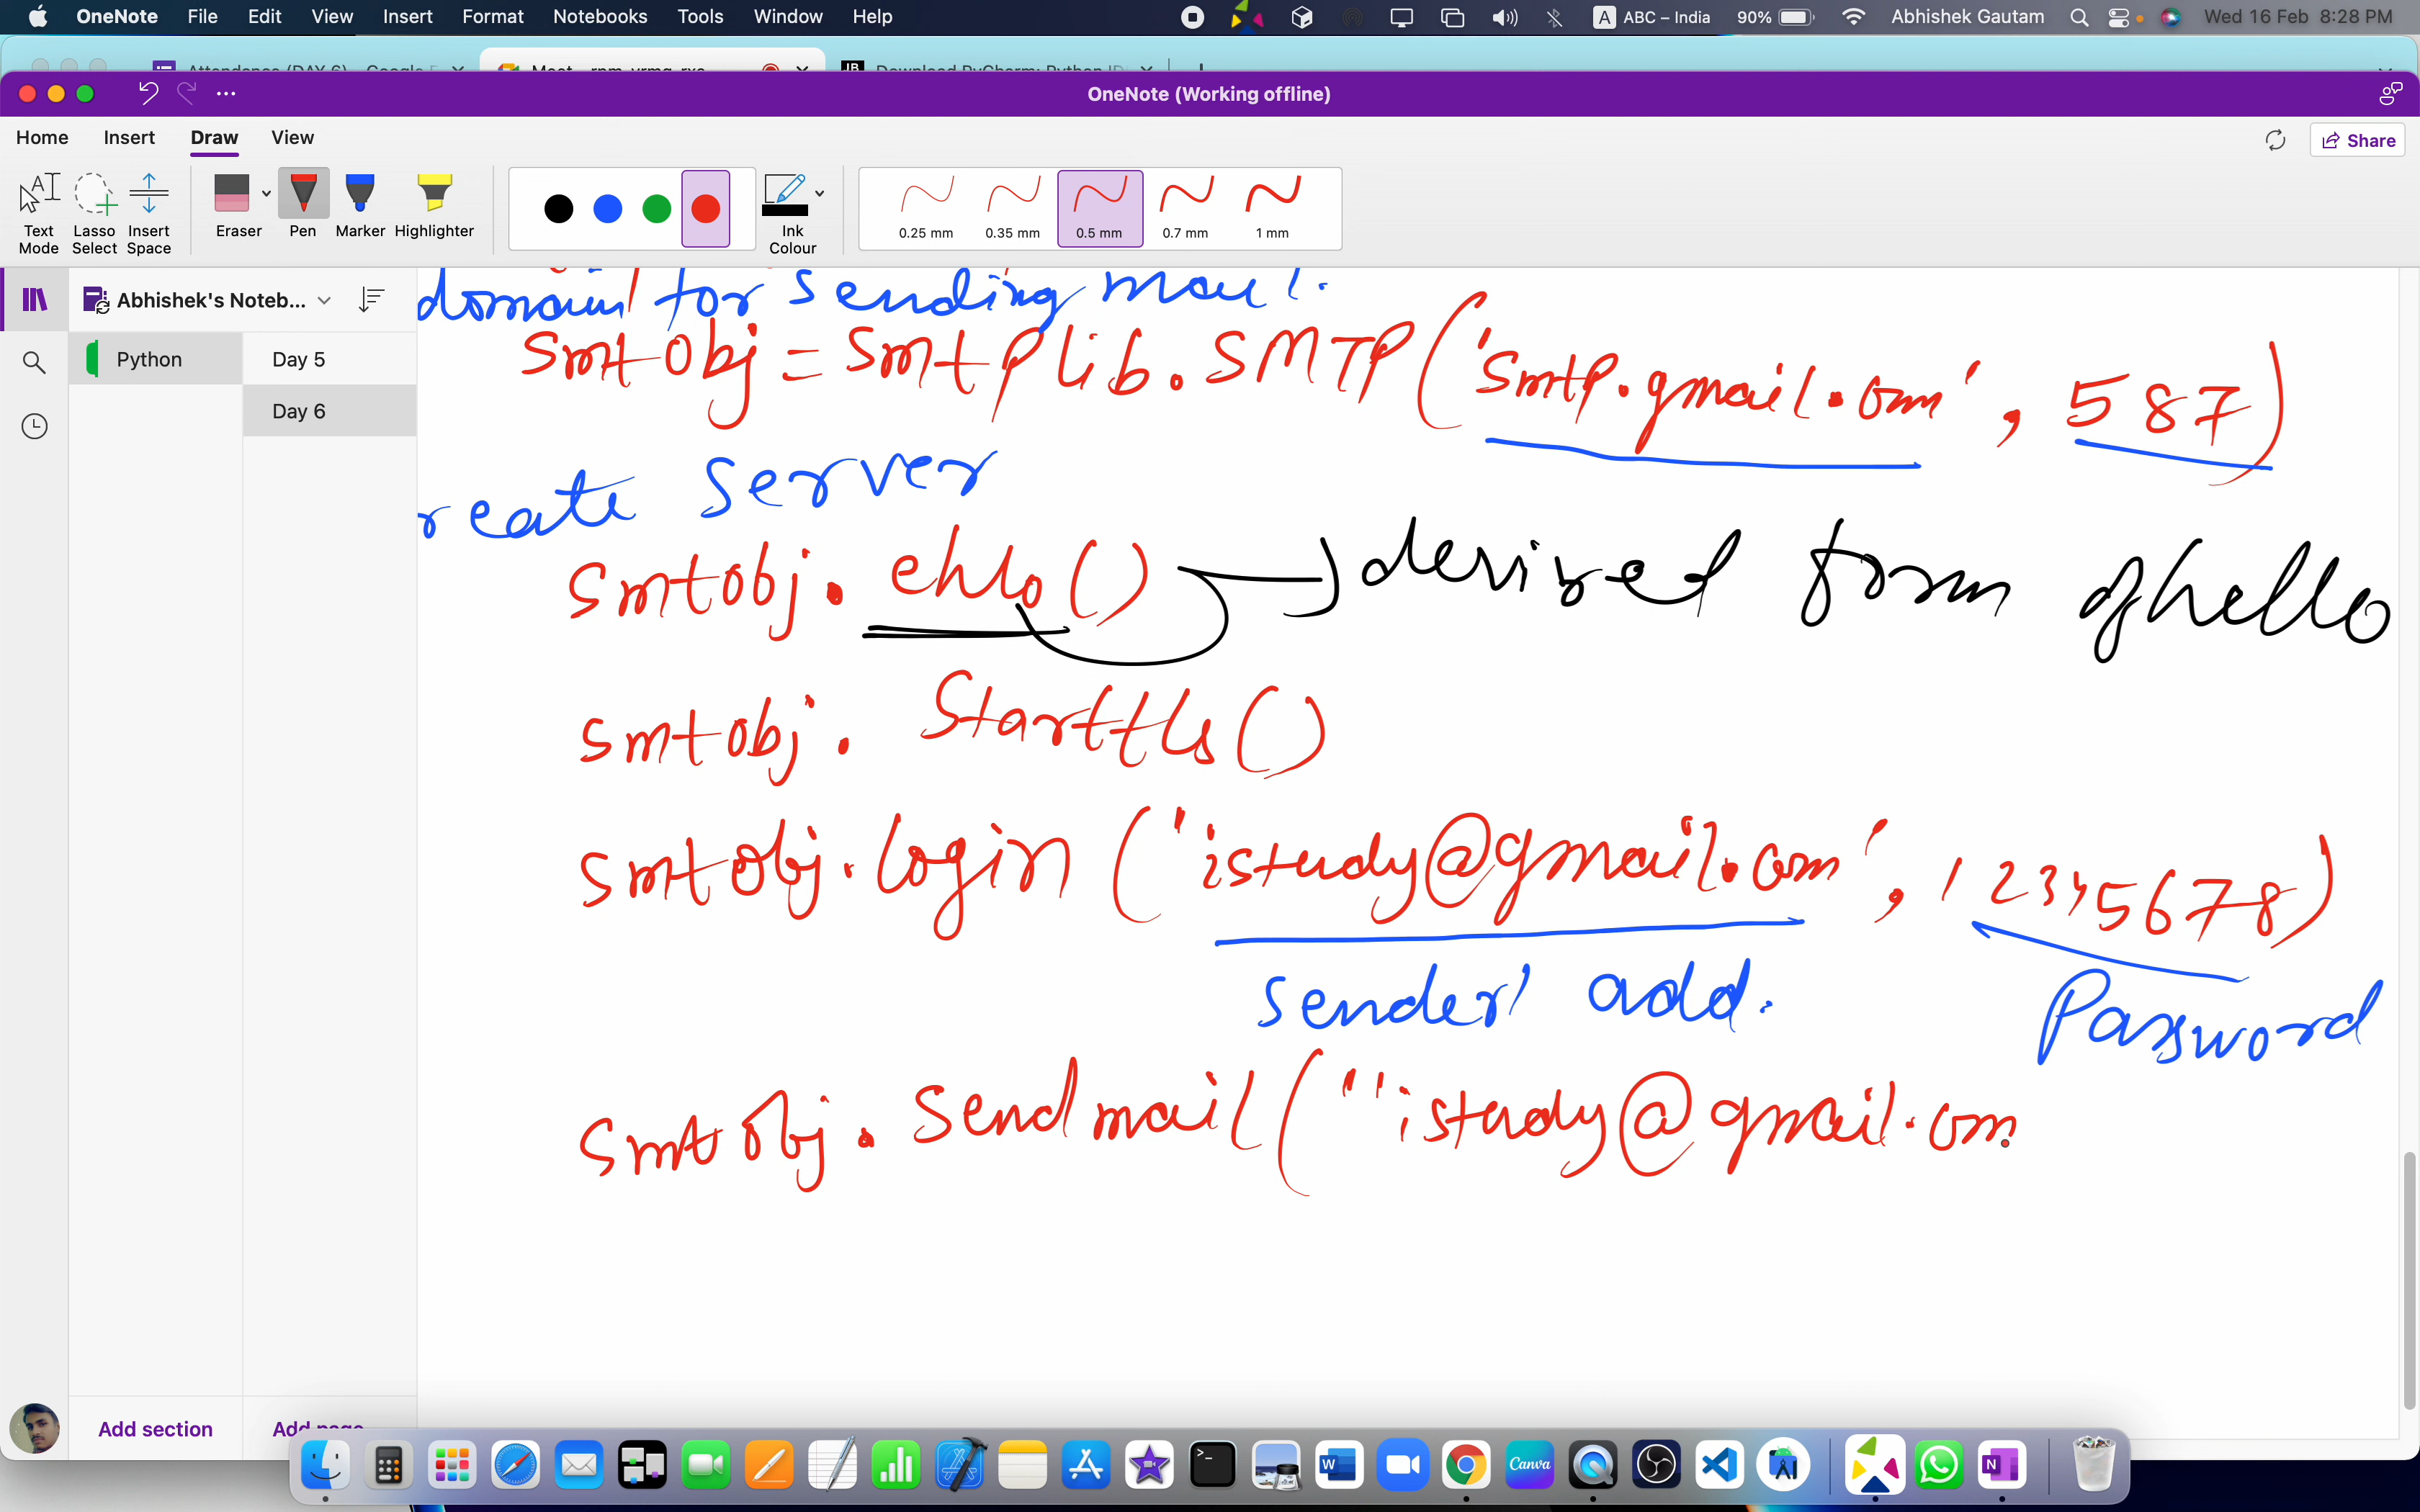 OneNote File Edit View Insert Format Notebooks Tools Window Help A ABC – India 90% Abhishek Gautam Wed 16 Feb 8:28 PM
OneNote (Working offline)
Home Insert Draw View Share
Text Mode Lasso Select Insert Space Eraser Pen Marker Highlighter Ink Colour 0.25 mm 0.35 mm 0.5 mm 0.7 mm 1 mm
Abhishek's Noteb...
Python Day 5
Day 6
domain for sending mail.
smtobj = smtplib.SMTP('smtp.gmail.com', 587)
reate server
smtobj. ehlo() derived form of hello
smtobj. starttls()
smtobj.login("istudy@gmail.com', 12345678)
sender' add.
Password
smtobj.sendmail("istudy@gmail.com
Add section
Canva